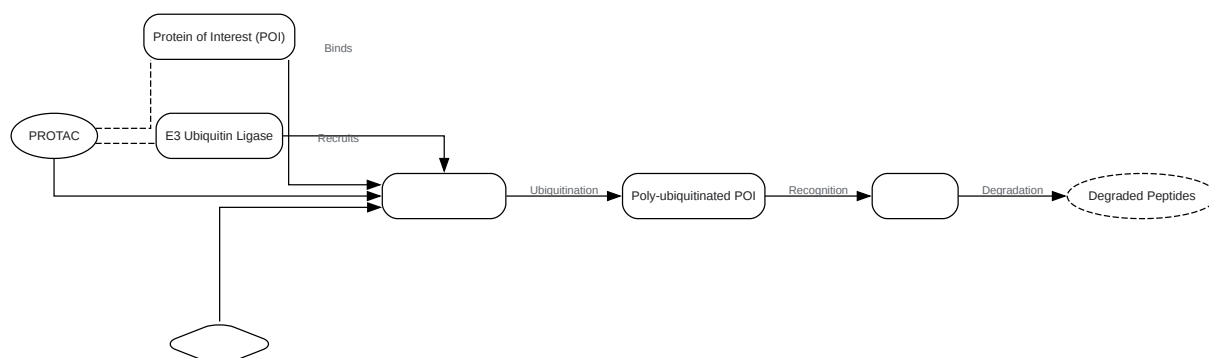 Protein of Interest (POI)
Binds
PROTAC
E3 Ubiquitin Ligase
Recruits
Ubiquitination
Poly-ubiquitinated POI
Recognition
Degradation
Degraded Peptides